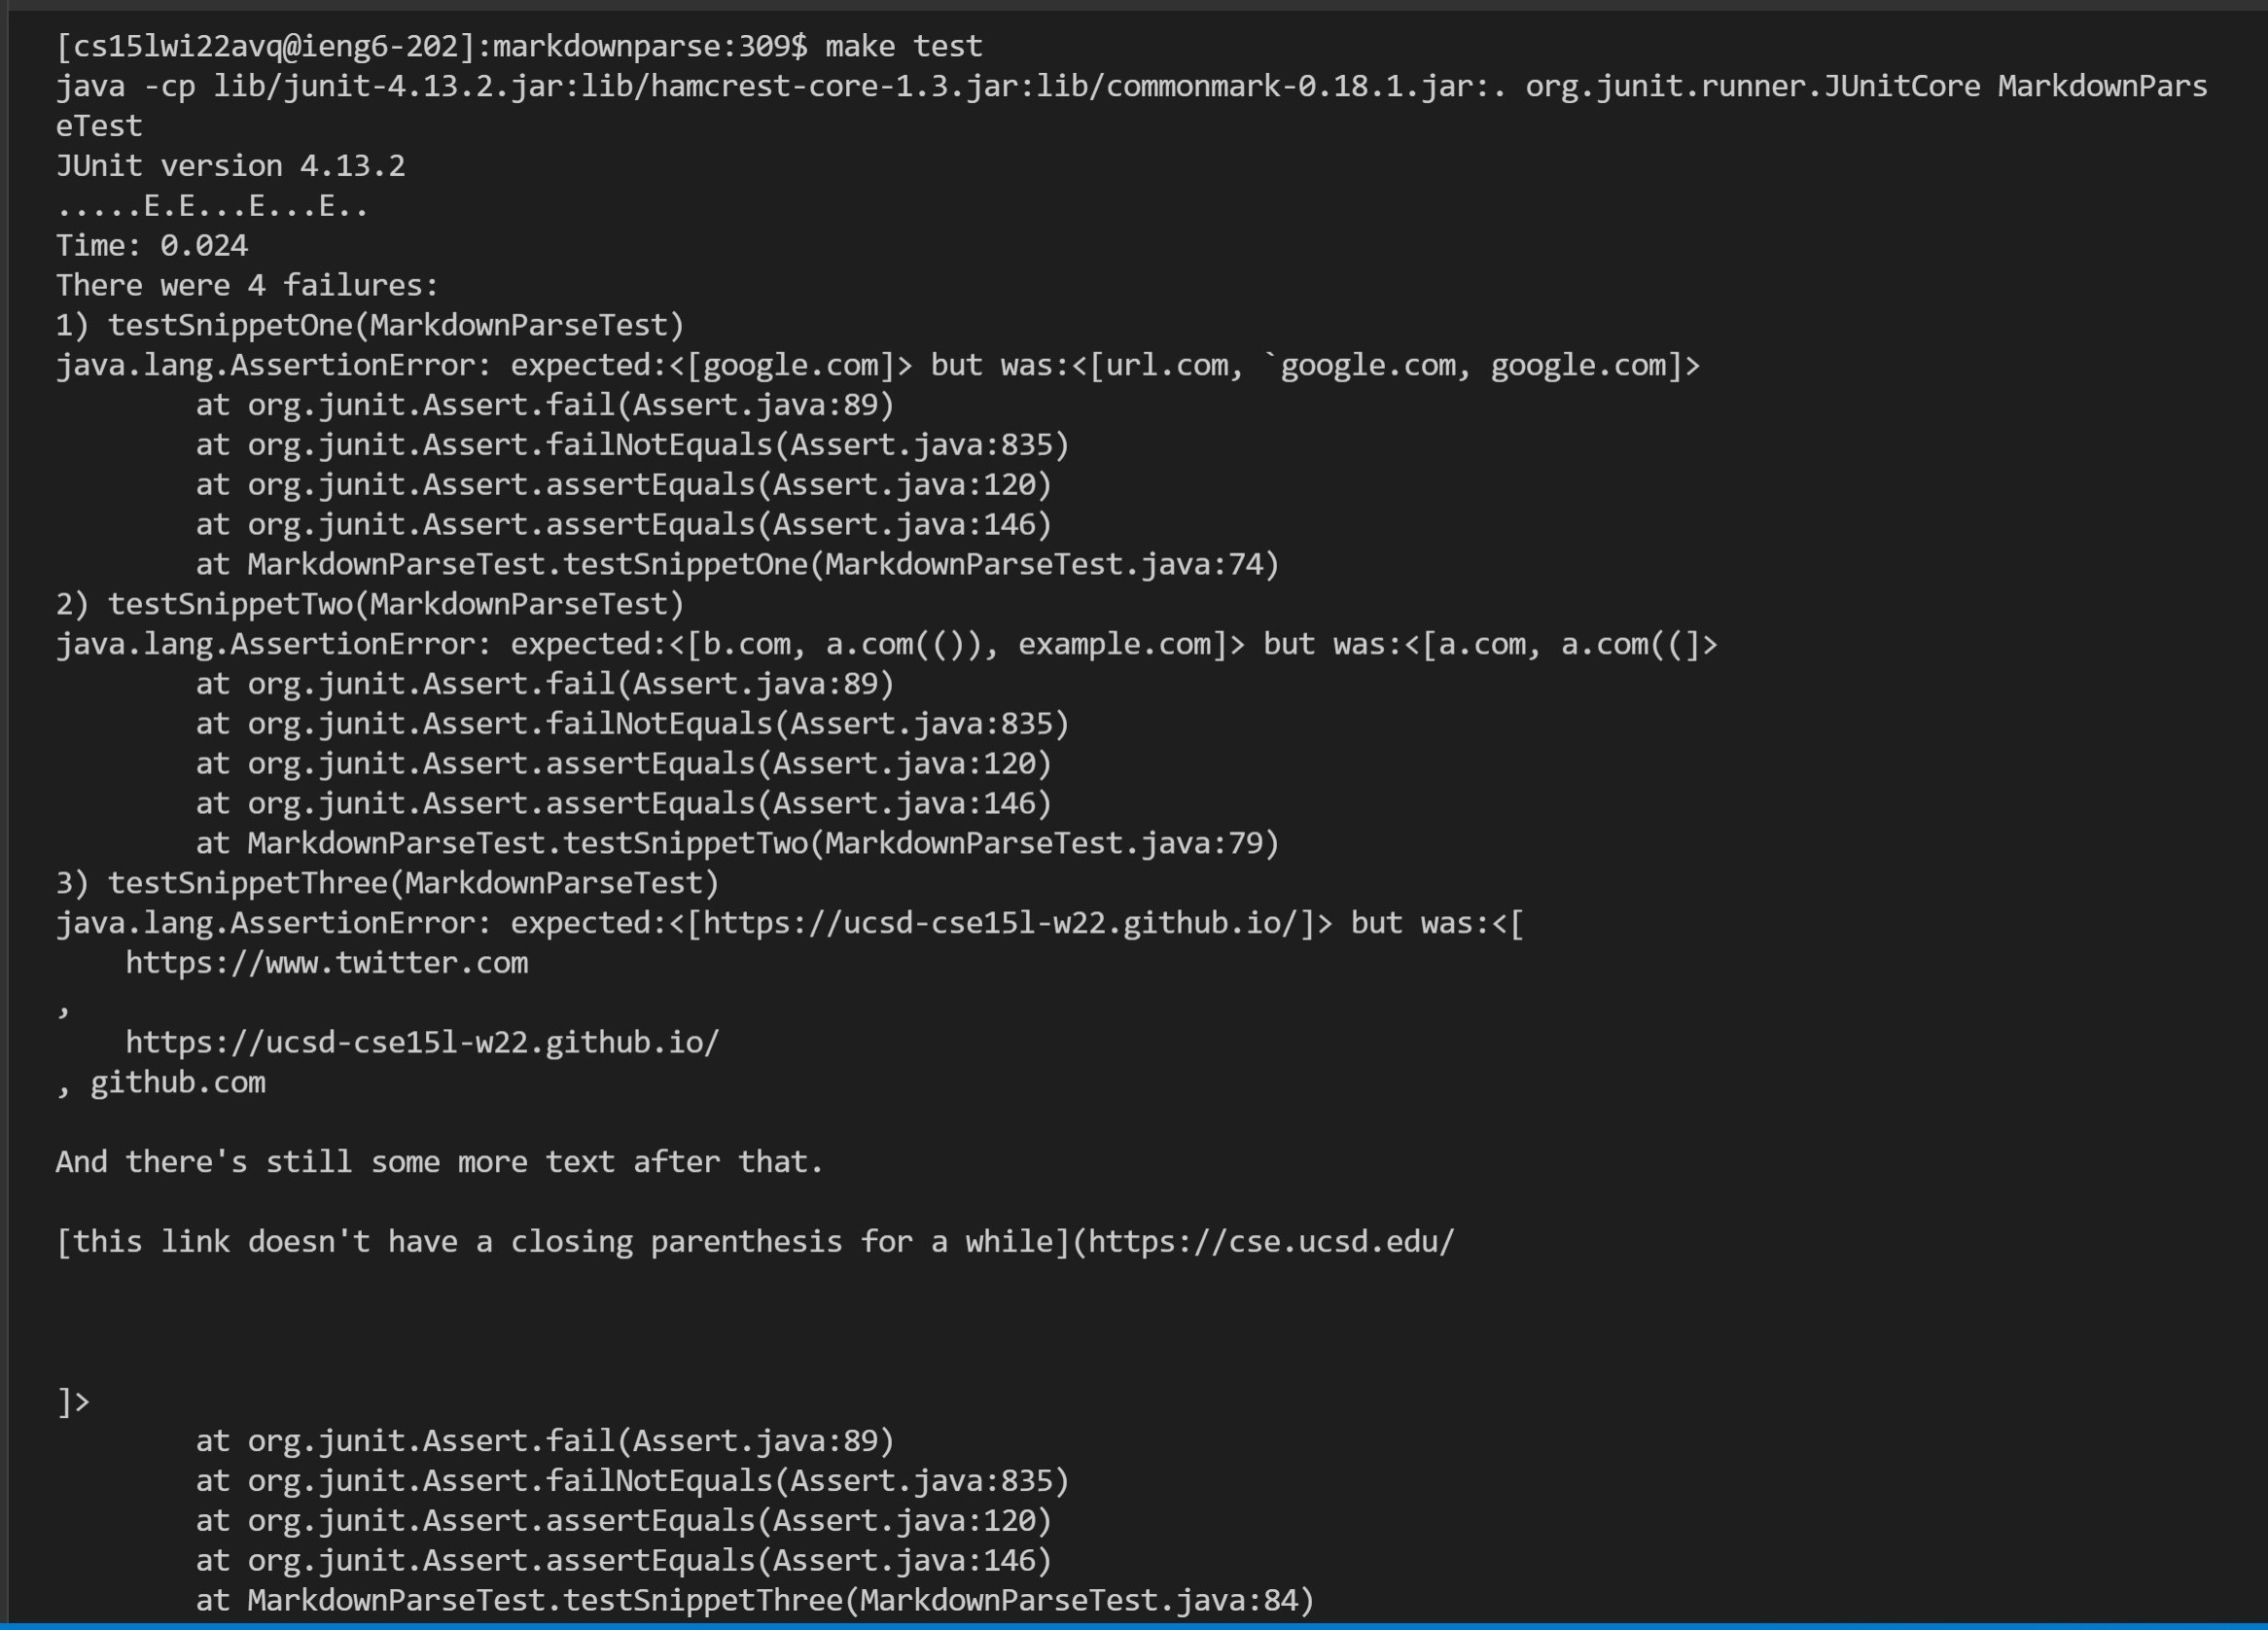 [cs15lwi22avq@ieng6-202]:markdownparse:309$ make test
java -cp lib/junit-4.13.2.jar:lib/hamcrest-core-1.3.jar:lib/commonmark-0.18.1.jar:. org.junit.runner.JUnitCore MarkdownPars
eTest
JUnit version 4.13.2
.....E.E...E...E..
Time: 0.024
There were 4 failures:
1) testSnippetOne(MarkdownParseTest)
java.lang.AssertionError: expected:<[google.com]> but was:<[url.com, `google.com, google.com]>
        at org.junit.Assert.fail(Assert.java:89)
        at org.junit.Assert.failNotEquals(Assert.java:835)
        at org.junit.Assert.assertEquals(Assert.java:120)
        at org.junit.Assert.assertEquals(Assert.java:146)
        at MarkdownParseTest.testSnippetOne(MarkdownParseTest.java:74)
2) testSnippetTwo(MarkdownParseTest)
java.lang.AssertionError: expected:<[b.com, a.com(()), example.com]> but was:<[a.com, a.com((]>
        at org.junit.Assert.fail(Assert.java:89)
        at org.junit.Assert.failNotEquals(Assert.java:835)
        at org.junit.Assert.assertEquals(Assert.java:120)
        at org.junit.Assert.assertEquals(Assert.java:146)
        at MarkdownParseTest.testSnippetTwo(MarkdownParseTest.java:79)
3) testSnippetThree(MarkdownParseTest)
java.lang.AssertionError: expected:<[https://ucsd-cse15l-w22.github.io/]> but was:<[
    https://www.twitter.com
,
    https://ucsd-cse15l-w22.github.io/
, github.com

And there's still some more text after that.

[this link doesn't have a closing parenthesis for a while](https://cse.ucsd.edu/



]>
        at org.junit.Assert.fail(Assert.java:89)
        at org.junit.Assert.failNotEquals(Assert.java:835)
        at org.junit.Assert.assertEquals(Assert.java:120)
        at org.junit.Assert.assertEquals(Assert.java:146)
        at MarkdownParseTest.testSnippetThree(MarkdownParseTest.java:84)